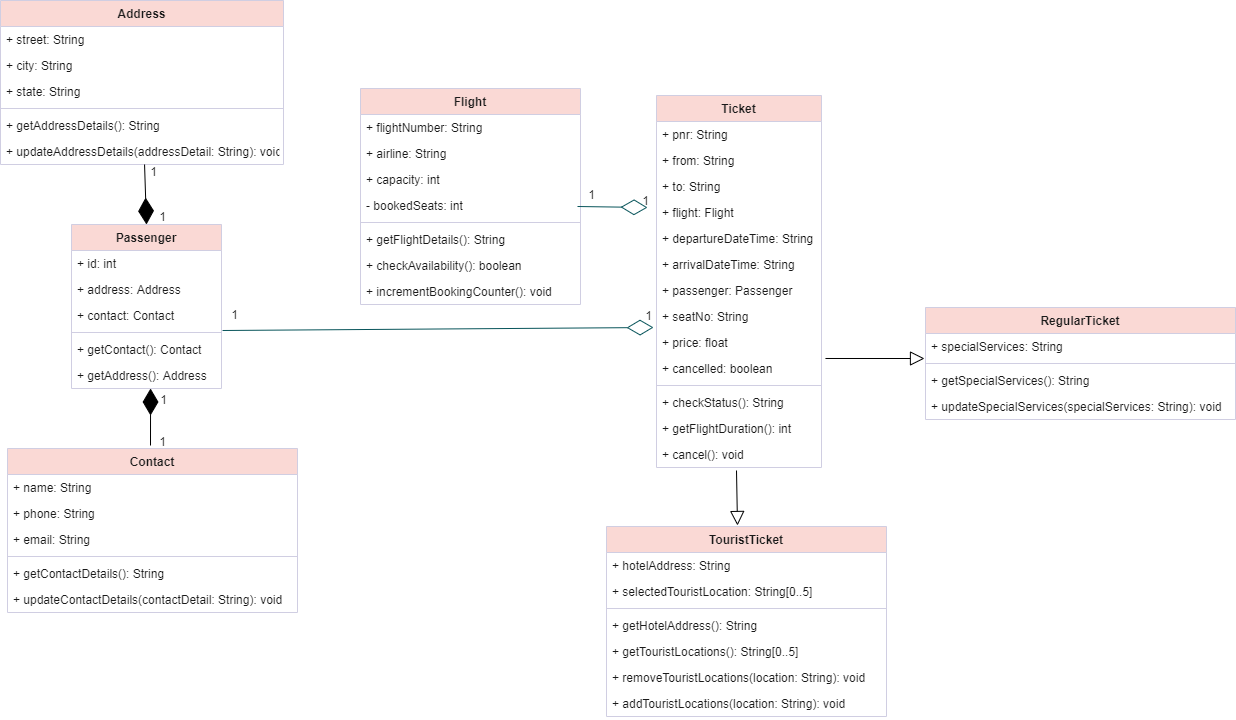 Address
+ street: String
+ city: String
+ state: String
+ getAddressDetails(): String
+ updateAddressDetails(addressDetail: String): void
1
1
Passenger
+ id: int
+ address: Address
+ contact: Contact
+ getContact(): Contact
+ getAddress(): Address
1
1
Contact
+ name: String
+ phone: String
+ email: String
+ getContactDetails(): String
+ updateContactDetails(contactDetail: String): void
Flight
+ flightNumber: String
+ airline: String
+ capacity: int
- bookedSeats: int
+ getFlightDetails(): String
+ checkAvailability(): boolean
+ incrementBookingCounter(): void
1
1
1
1
Ticket
+ pnr: String
+ from: String
+ to: String
+ flight: Flight
+ departureDateTime: String
+ arrivalDateTime: String
+ passenger: Passenger
+ seatNo: String
+ price: float
+ cancelled: boolean
+ checkStatus(): String
+ getFlightDuration(): int
+ cancel(): void
RegularTicket
+ specialServices: String
+ getSpecialServices(): String
+ updateSpecialServices(specialServices: String): void
TouristTicket
+ hotelAddress: String
+ selectedTouristLocation: String[0..5]
+ getHotelAddress(): String
+ getTouristLocations(): String[0..5]
+ removeTouristLocations(location: String): void
+ addTouristLocations(location: String): void